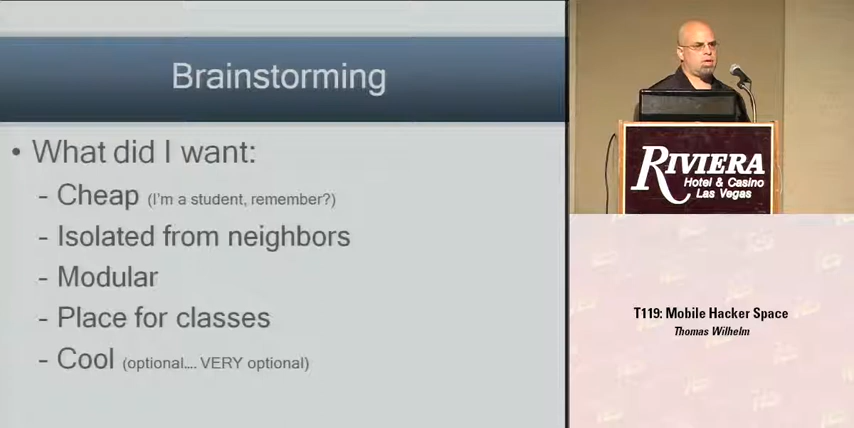 Brainstorming
• What did I want:
- Cheap (I'm a student, remember?)
- Isolated from neighbors
- Modular
- Place for classes
- Cool (optional.... VERY optional)
RIVIERA
Hotel & Casino
Las Vegas
T119: Mobile Hacker Space
Thomas Wilhelm